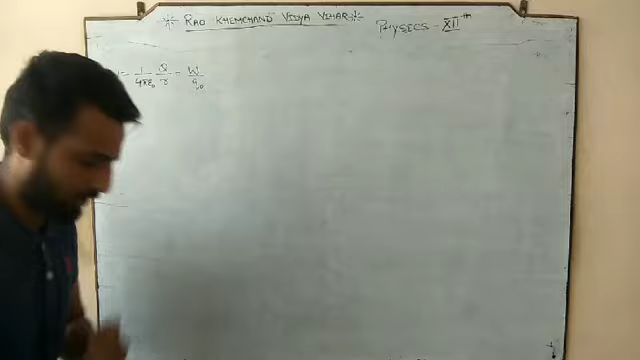 RAO KHEMCHAND VIDYA VIHAR
PHYSICS - XII th
= 1/4πε₀ Q/r = W/q₀